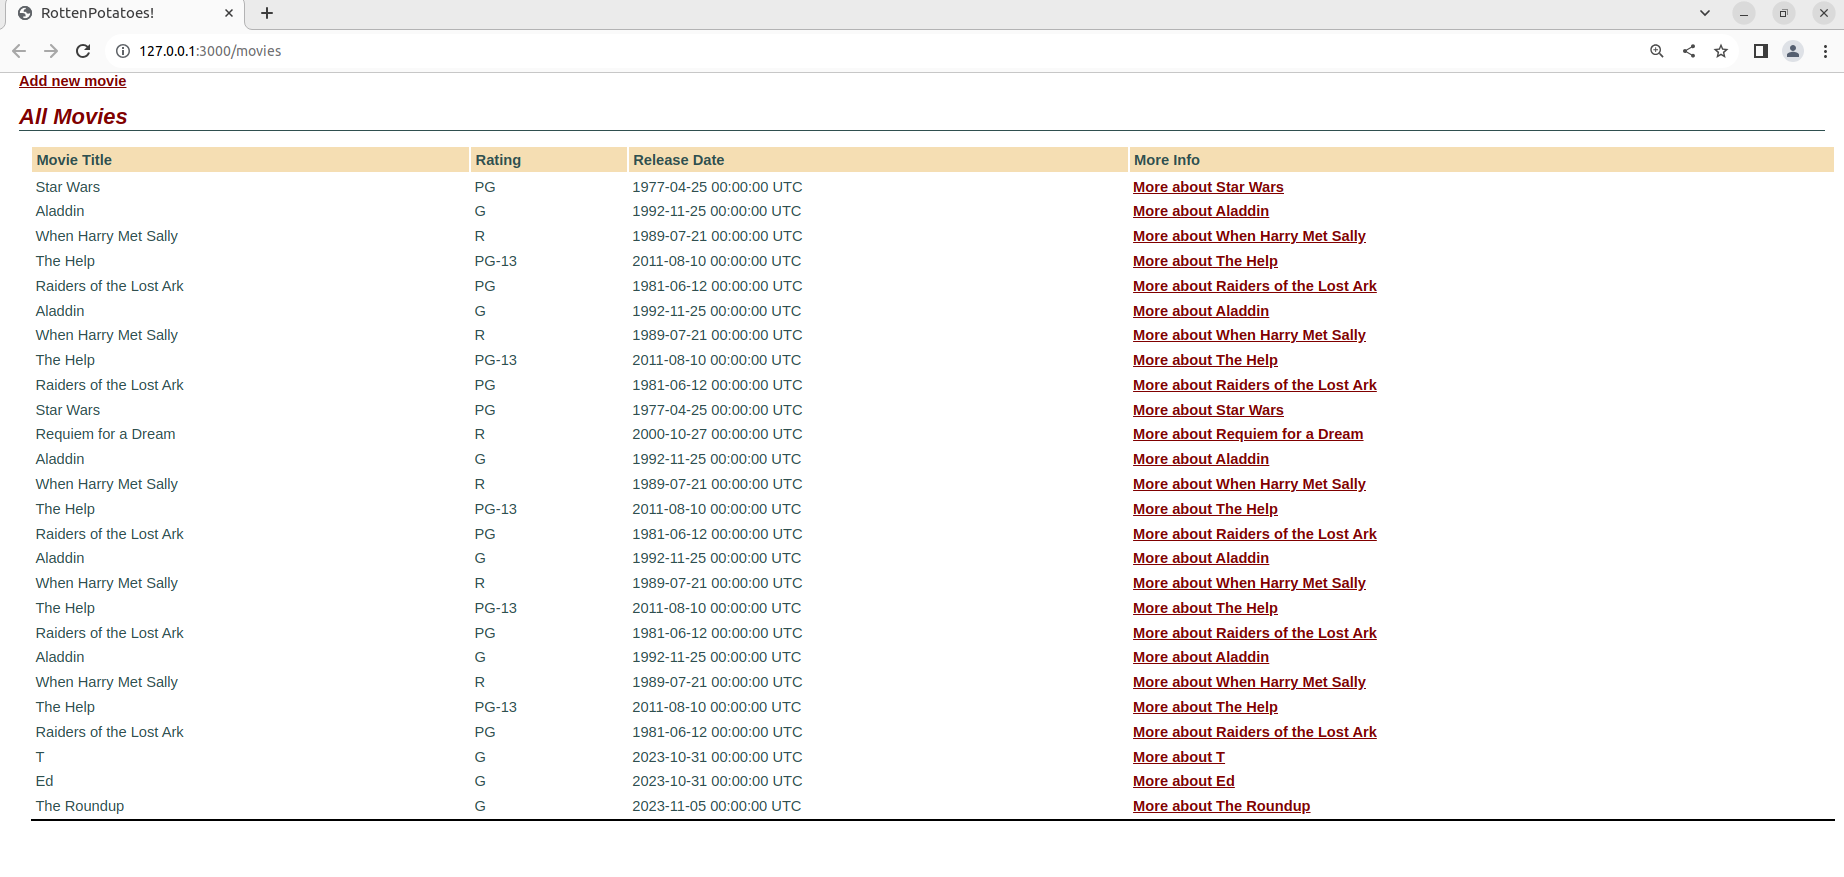 RottenPotatoes!
127.0.0.1:3000/movies
Add new movie
All Movies
Movie Title Rating Release Date More Info
Star Wars PG 1977-04-25 00:00:00 UTC More about Star Wars
Aladdin G 1992-11-25 00:00:00 UTC More about Aladdin
When Harry Met Sally R 1989-07-21 00:00:00 UTC More about When Harry Met Sally
The Help PG-13 2011-08-10 00:00:00 UTC More about The Help
Raiders of the Lost Ark PG 1981-06-12 00:00:00 UTC More about Raiders of the Lost Ark
Aladdin G 1992-11-25 00:00:00 UTC More about Aladdin
When Harry Met Sally R 1989-07-21 00:00:00 UTC More about When Harry Met Sally
The Help PG-13 2011-08-10 00:00:00 UTC More about The Help
Raiders of the Lost Ark PG 1981-06-12 00:00:00 UTC More about Raiders of the Lost Ark
Star Wars PG 1977-04-25 00:00:00 UTC More about Star Wars
Requiem for a Dream R 2000-10-27 00:00:00 UTC More about Requiem for a Dream
Aladdin G 1992-11-25 00:00:00 UTC More about Aladdin
When Harry Met Sally R 1989-07-21 00:00:00 UTC More about When Harry Met Sally
The Help PG-13 2011-08-10 00:00:00 UTC More about The Help
Raiders of the Lost Ark PG 1981-06-12 00:00:00 UTC More about Raiders of the Lost Ark
Aladdin G 1992-11-25 00:00:00 UTC More about Aladdin
When Harry Met Sally R 1989-07-21 00:00:00 UTC More about When Harry Met Sally
The Help PG-13 2011-08-10 00:00:00 UTC More about The Help
Raiders of the Lost Ark PG 1981-06-12 00:00:00 UTC More about Raiders of the Lost Ark
Aladdin G 1992-11-25 00:00:00 UTC More about Aladdin
When Harry Met Sally R 1989-07-21 00:00:00 UTC More about When Harry Met Sally
The Help PG-13 2011-08-10 00:00:00 UTC More about The Help
Raiders of the Lost Ark PG 1981-06-12 00:00:00 UTC More about Raiders of the Lost Ark
T G 2023-10-31 00:00:00 UTC More about T
Ed G 2023-10-31 00:00:00 UTC More about Ed
The Roundup G 2023-11-05 00:00:00 UTC More about The Roundup